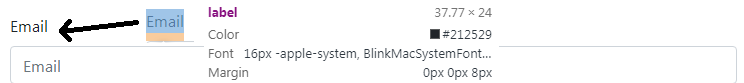 label 37.77 × 24
Email Email
Color #212529
Font 16px -apple-system, BlinkMacSystemFont...
Email
Margin 0px 0px 8px